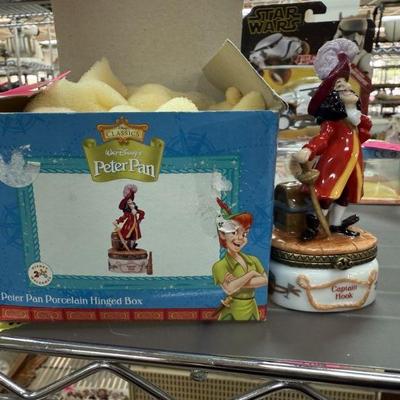 STAR
WARS
CLASSICS
WALT DISNEY'S
Peter Pan
Peter Pan Porcelain Hinged Box
Captain
Hook